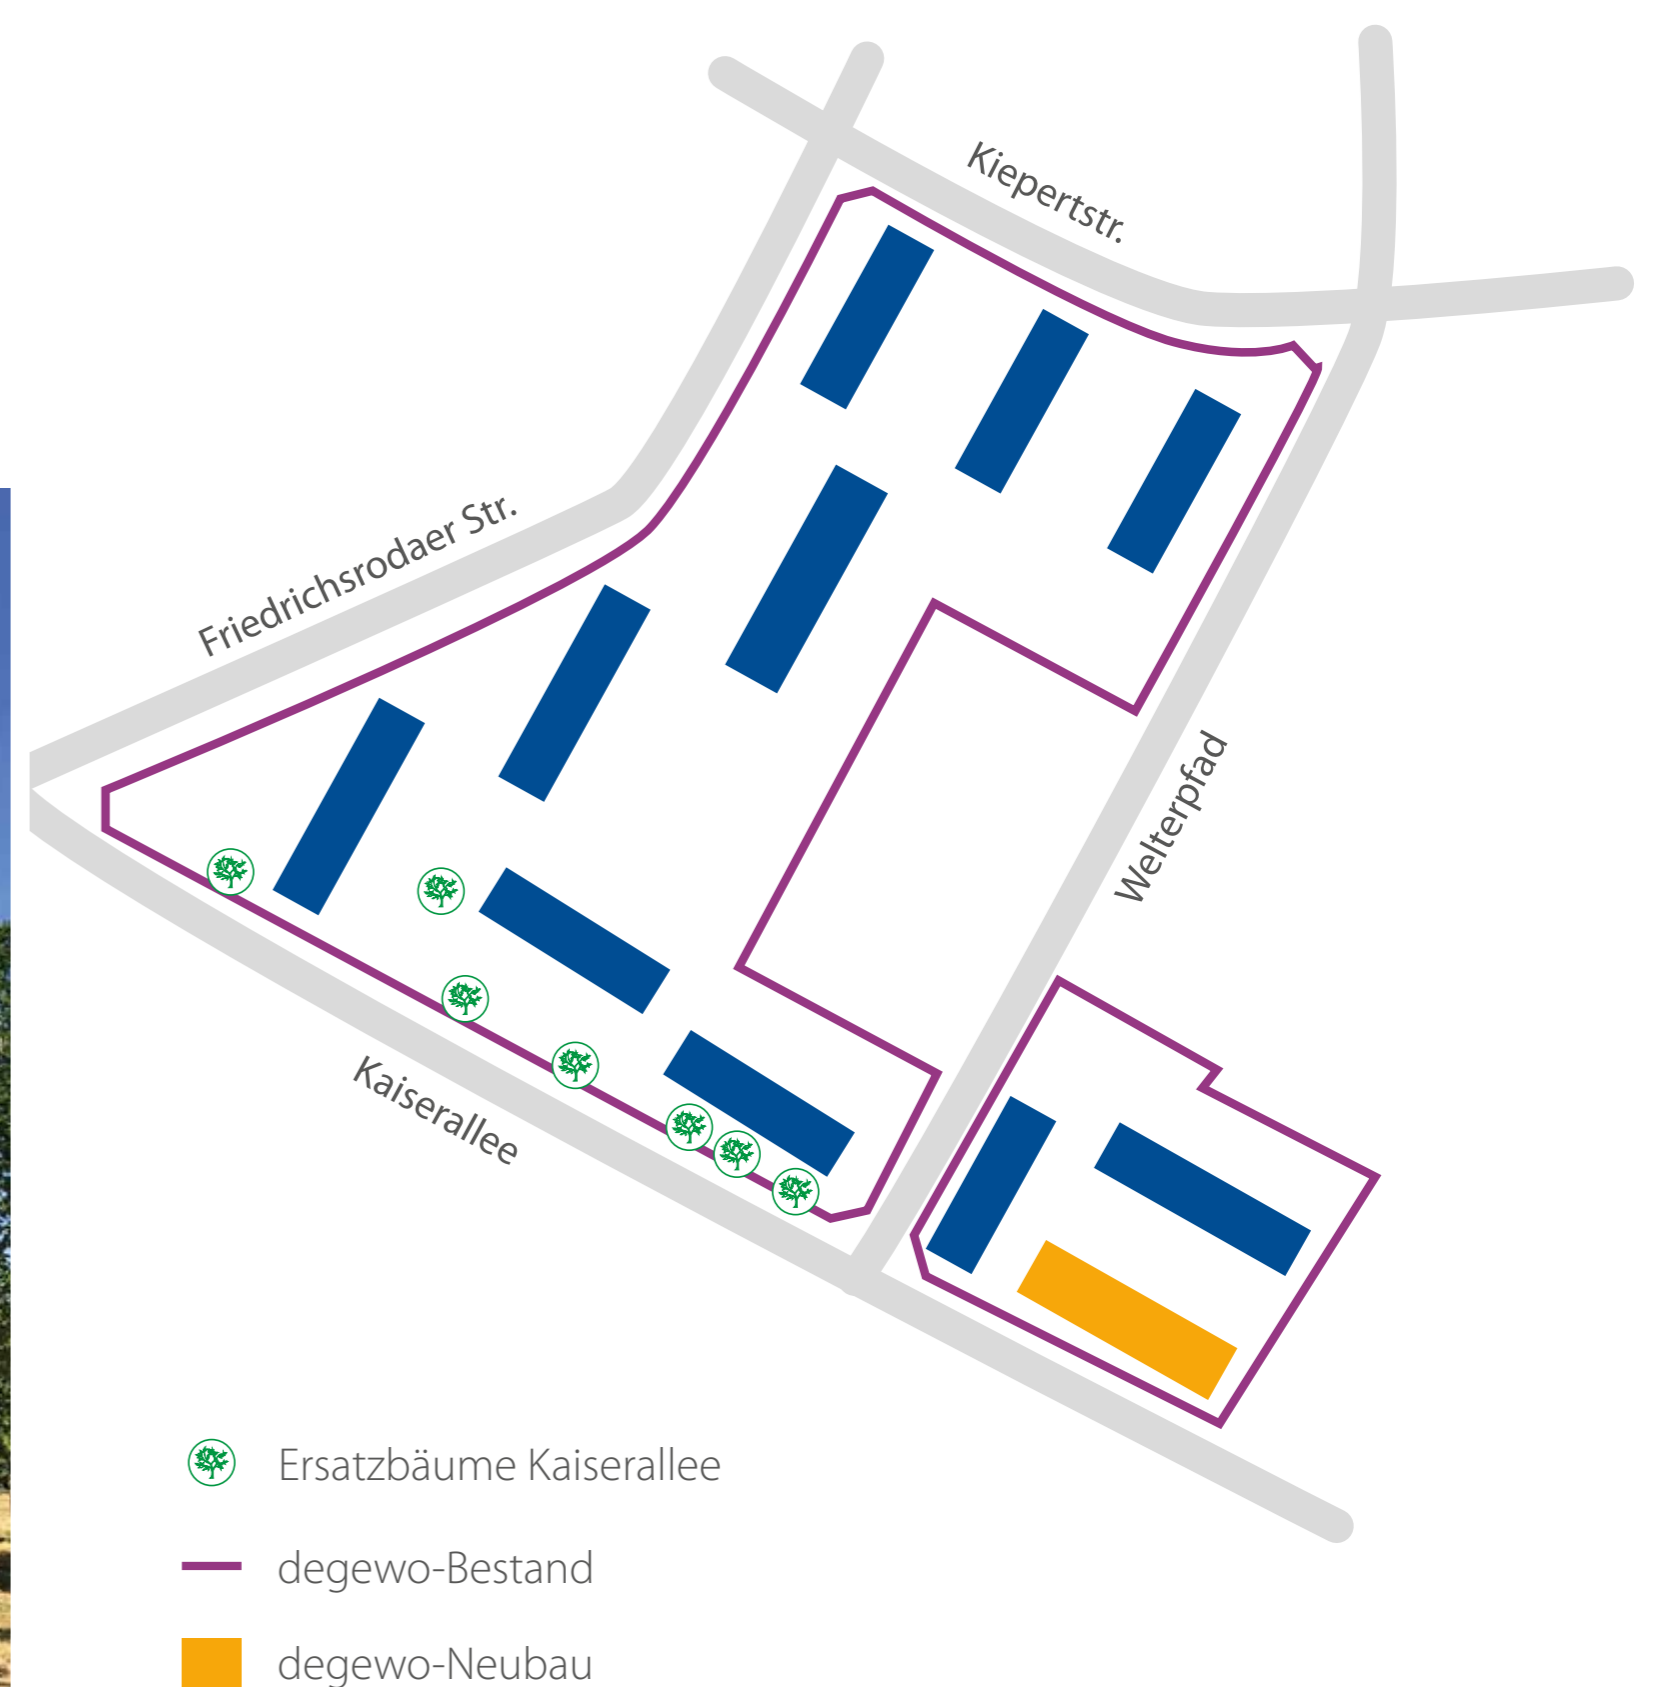 Kiepertstr.
Friedrichsrodaer Str.
Welterpfad
Kaiserallee
Ersatzbäume Kaiserallee
degewo-Bestand
degewo-Neubau